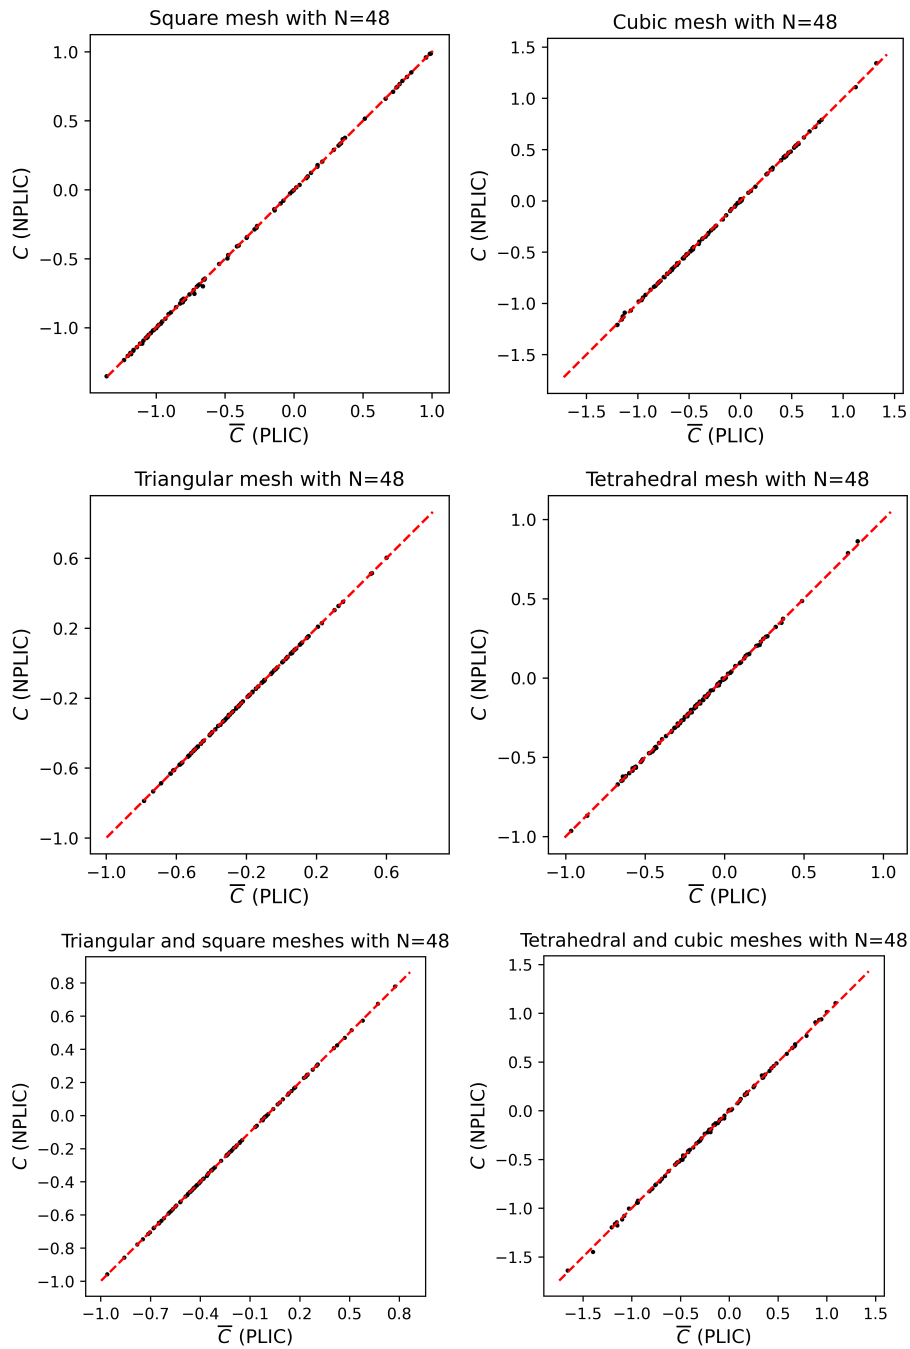 Square mesh with N=48
1.0
0.5
0.0
−0.5
−1.0
C (NPLIC)
−1.0 −0.5 0.0 0.5 1.0
C̅ (PLIC)
Cubic mesh with N=48
1.5
1.0
0.5
0.0
−0.5
−1.0
−1.5
C (NPLIC)
−1.5 −1.0 −0.5 0.0 0.5 1.0 1.5
C̅ (PLIC)
Triangular mesh with N=48
0.6
0.2
−0.2
−0.6
−1.0
C (NPLIC)
−1.0 −0.6 −0.2 0.2 0.6
C̅ (PLIC)
Tetrahedral mesh with N=48
1.0
0.5
0.0
−0.5
−1.0
C (NPLIC)
−1.0 −0.5 0.0 0.5 1.0
C̅ (PLIC)
Triangular and square meshes with N=48
0.8
0.6
0.4
0.2
0.0
−0.2
−0.4
−0.6
−0.8
−1.0
C (NPLIC)
−1.0 −0.7 −0.4 −0.1 0.2 0.5 0.8
C̅ (PLIC)
Tetrahedral and cubic meshes with N=48
1.5
1.0
0.5
0.0
−0.5
−1.0
−1.5
C (NPLIC)
−1.5 −1.0 −0.5 0.0 0.5 1.0 1.5
C̅ (PLIC)